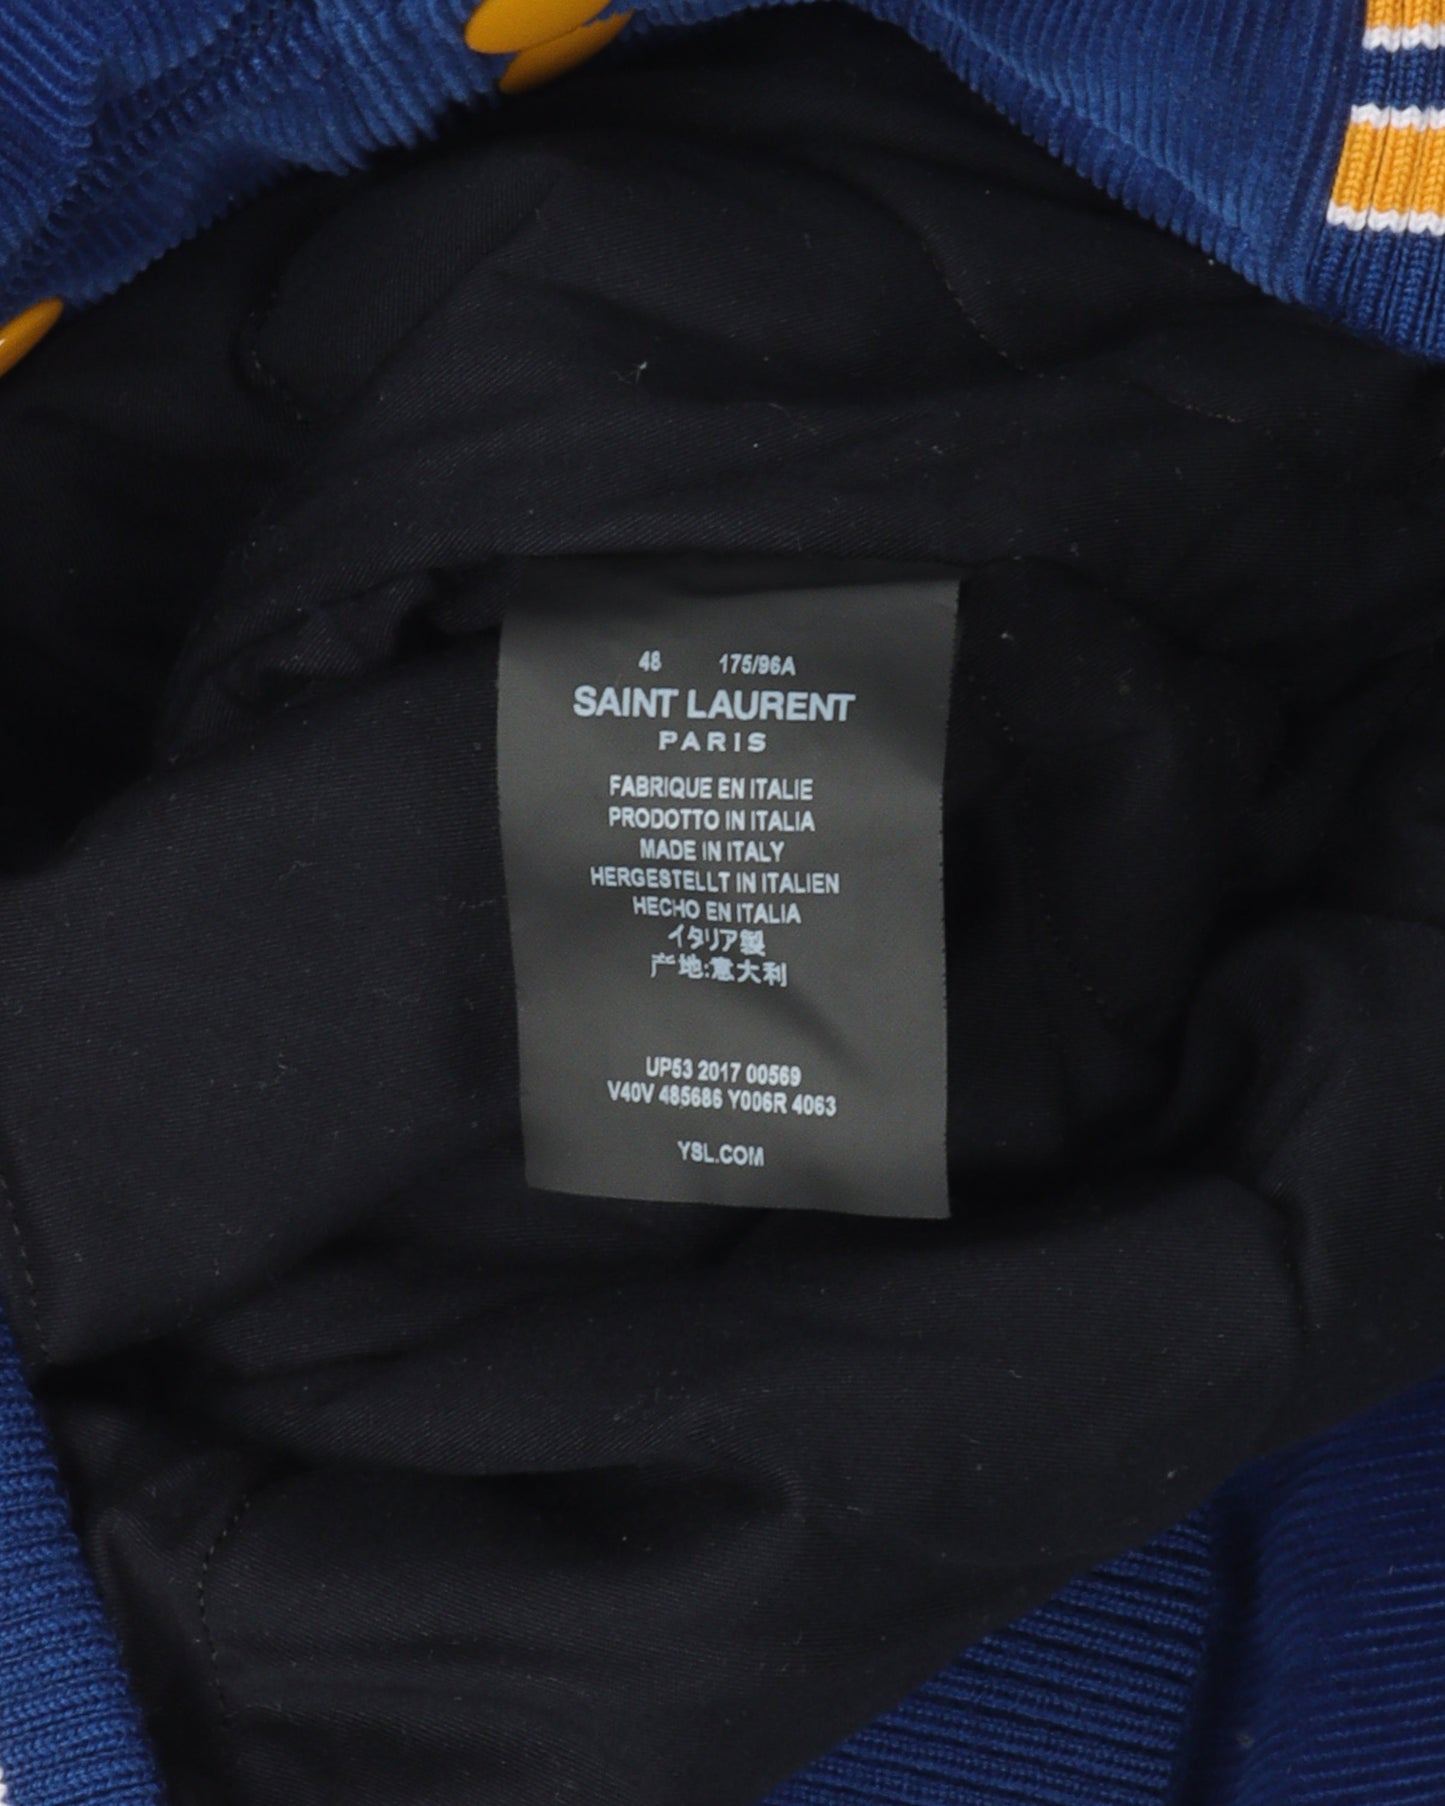 48 175/96A
SAINT LAURENT
PARIS
FABRIQUE EN ITALIE
PRODOTTO IN ITALIA
MADE IN ITALY
HERGESTELLT IN ITALIEN
HECHO EN ITALIA
イタリア製
产地:意大利
UP53 2017 00569
V40V 485686 Y006R 4063
YSL.COM